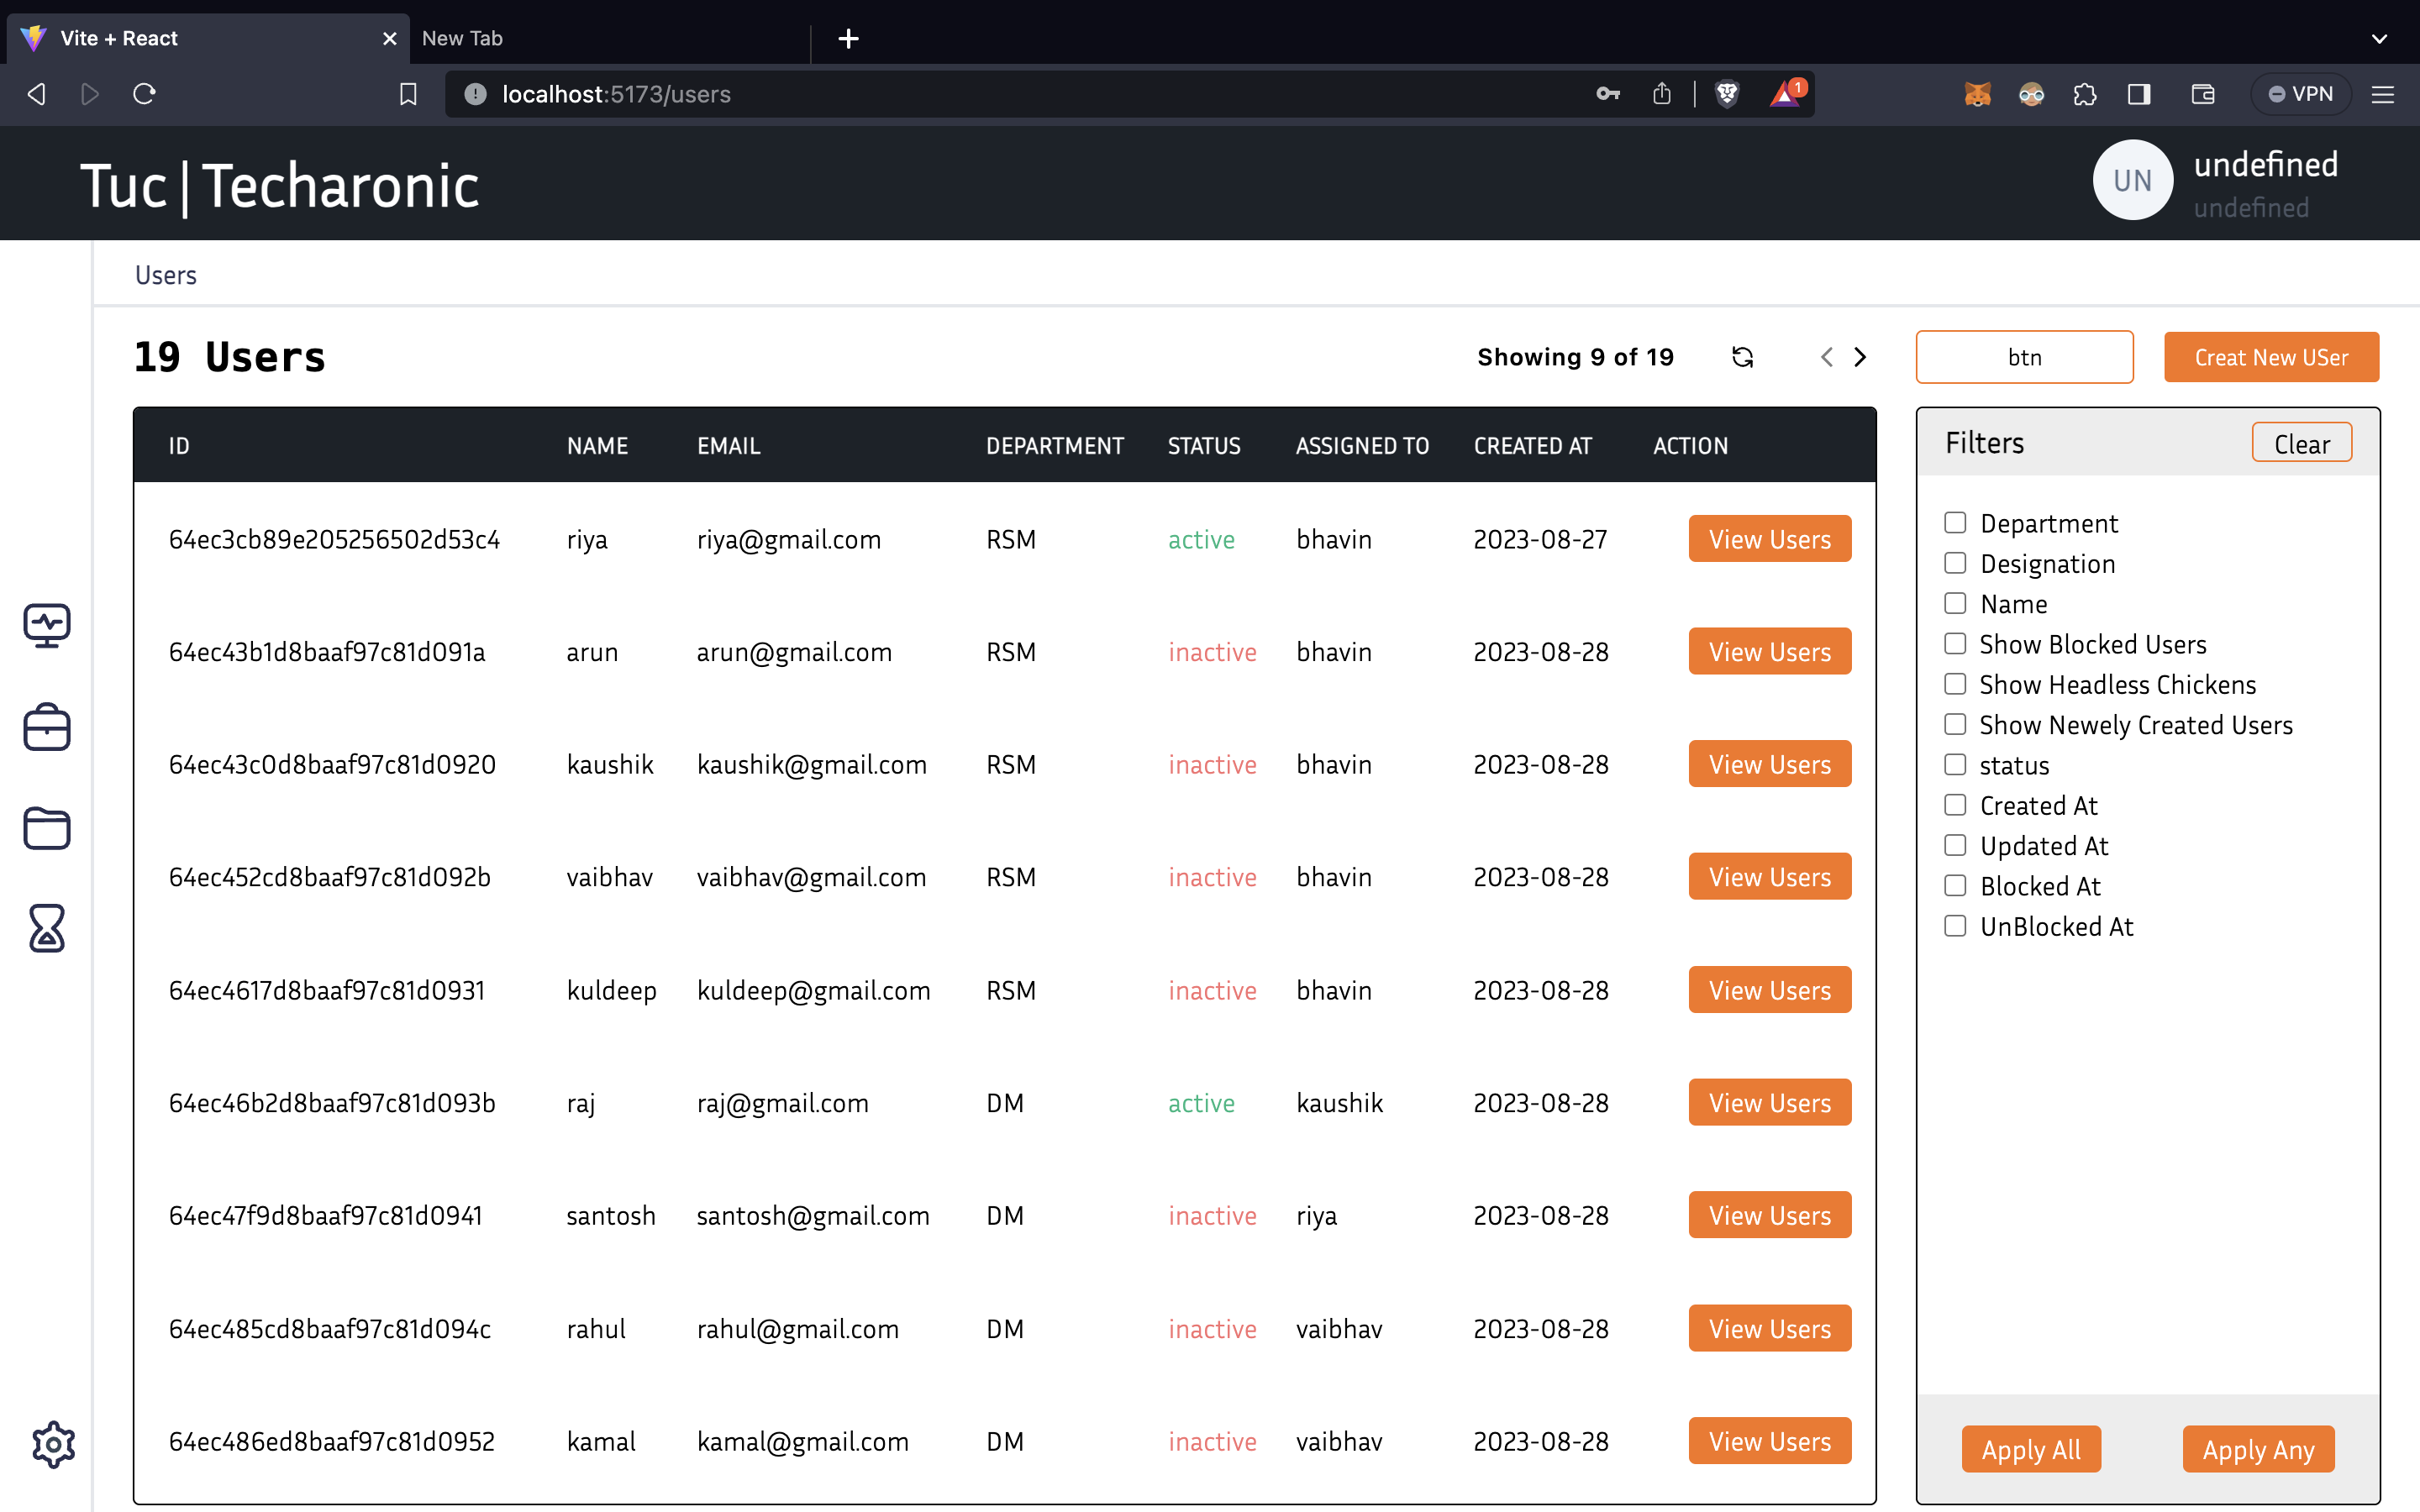 Vite + React
New Tab
localhost:5173/users
1
VPN
Tuc|Techaronic
UN
undefined
undefined
Users
19 Users
Showing 9 of 19
btn
Creat New USer
ID NAME EMAIL DEPARTMENT STATUS ASSIGNED TO CREATED AT ACTION
64ec3cb89e205256502d53c4 riya riya@gmail.com RSM active bhavin 2023-08-27 View Users
64ec43b1d8baaf97c81d091a arun arun@gmail.com RSM inactive bhavin 2023-08-28 View Users
64ec43c0d8baaf97c81d0920 kaushik kaushik@gmail.com RSM inactive bhavin 2023-08-28 View Users
64ec452cd8baaf97c81d092b vaibhav vaibhav@gmail.com RSM inactive bhavin 2023-08-28 View Users
64ec4617d8baaf97c81d0931 kuldeep kuldeep@gmail.com RSM inactive bhavin 2023-08-28 View Users
64ec46b2d8baaf97c81d093b raj raj@gmail.com DM active kaushik 2023-08-28 View Users
64ec47f9d8baaf97c81d0941 santosh santosh@gmail.com DM inactive riya 2023-08-28 View Users
64ec485cd8baaf97c81d094c rahul rahul@gmail.com DM inactive vaibhav 2023-08-28 View Users
64ec486ed8baaf97c81d0952 kamal kamal@gmail.com DM inactive vaibhav 2023-08-28 View Users
Filters
Clear
Department
Designation
Name
Show Blocked Users
Show Headless Chickens
Show Newely Created Users
status
Created At
Updated At
Blocked At
UnBlocked At
Apply All
Apply Any